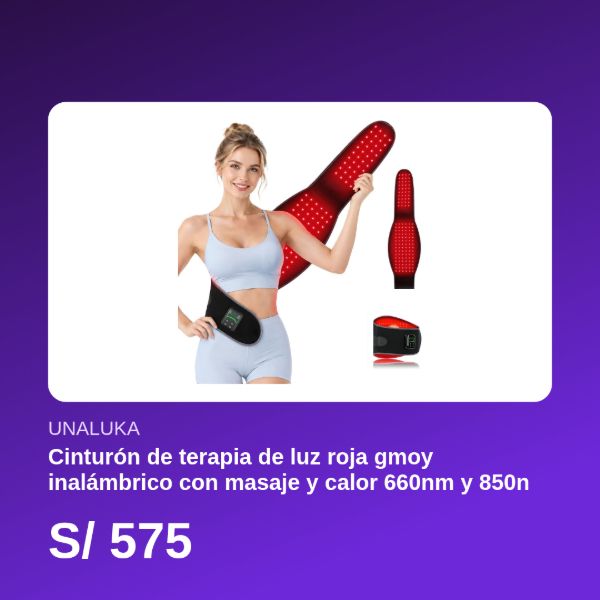 UNALUKA
Cinturón de terapia de luz roja gmoy
inalámbrico con masaje y calor 660nm y 850n
S/ 575